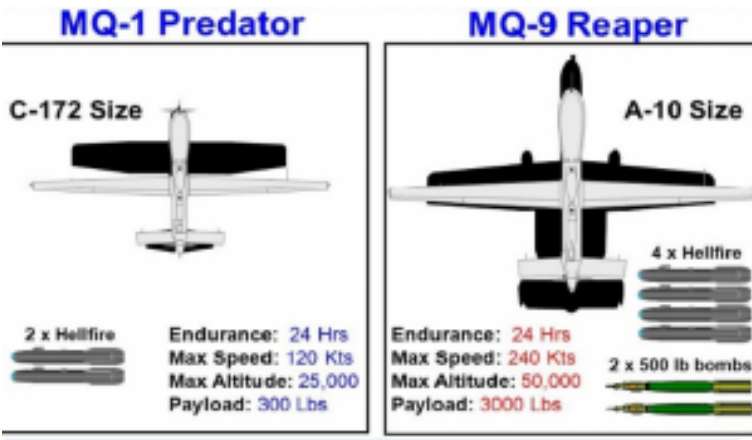 MQ-1 Predator
C-172 Size
2 x Hellfire
Endurance: 24 Hrs
Max Speed: 120 Kts
Max Altitude: 25,000
Payload: 300 Lbs
MQ-9 Reaper
A-10 Size
4 x Hellfire
Endurance: 24 Hrs
Max Speed: 240 Kts
Max Altitude: 50,000
Payload: 3000 Lbs
2 x 500 lb bombs